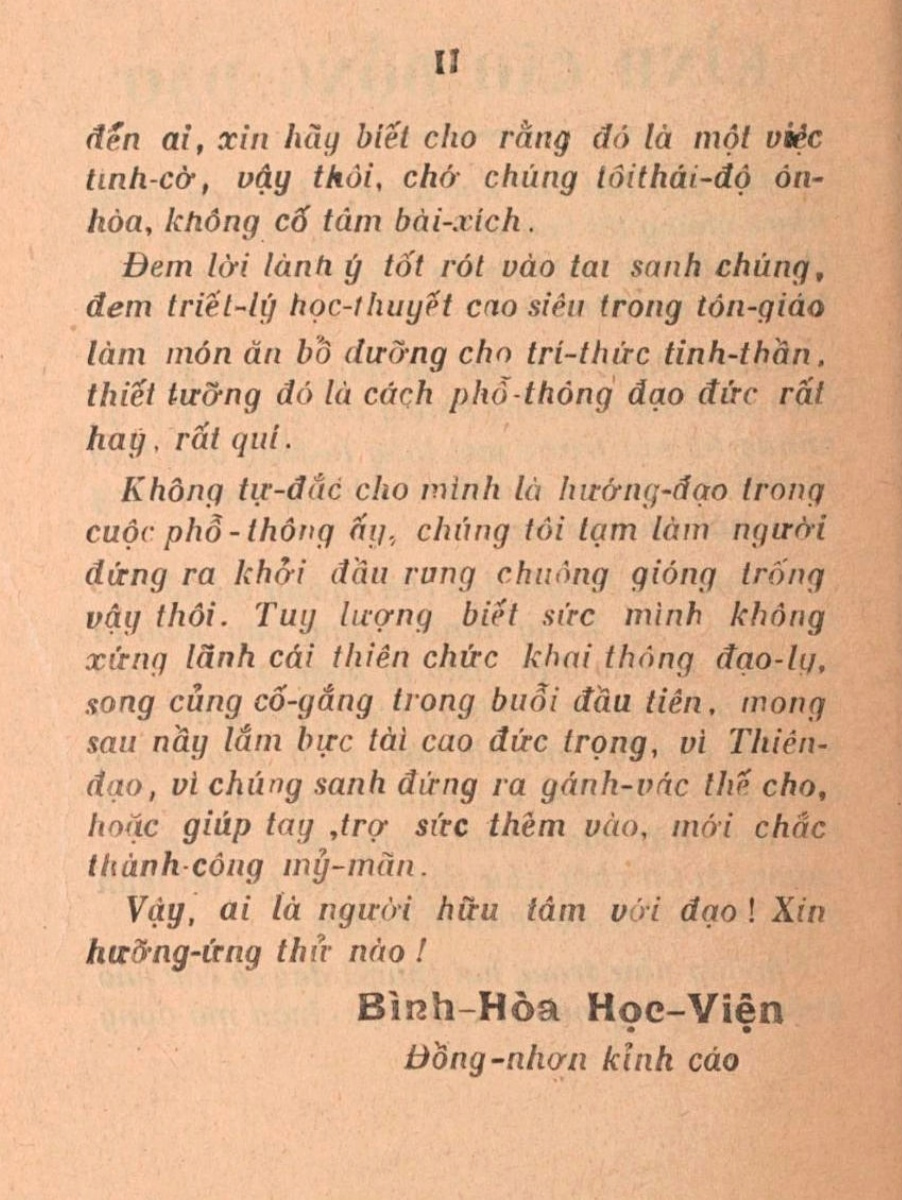 II
đến ai, xin hãy biết cho rằng đó là một việc
tình-cờ, vậy thôi, chớ chúng tôithái-độ ôn-
hòa, không cố tâm bài-xích.
Đem lời lành ý tốt rót vào tai sanh chúng,
đem triết-lý học-thuyết cao siêu trong tôn-giáo
làm món ăn bồ dưỡng cho trí-thức tinh-thần,
thiết tưỡng đó là cách phỗ-thông đạo đức rất
haỹ, rất quí.
Không tự-đắc cho mình là hướng-đạo trong
cuộc phỗ-thông ấy, chúng tôi tạm làm người
đứng ra khởi đầu rung chuông gióng trống
vậy thôi. Tuy lượng biết sức mình không
xứng lãnh cái thiên chức khai thông đạo-lý,
song củng cố-gắng trong buỗi đầu tiên, mong
sau nầy lắm bực tài cao đức trọng, vì Thiên-
đạo, vì chúng sanh đứng ra gánh-vác thế cho,
hoặc giúp tay ,trợ sức thêm vào, mới chắc
thành-công mỷ-mãn.
Vậy, ai là người hữu tâm với đạo! Xin
hưỡng-ứng thử nào!
Bình-Hòa Học-Viện
Đồng-nhơn kỉnh cáo